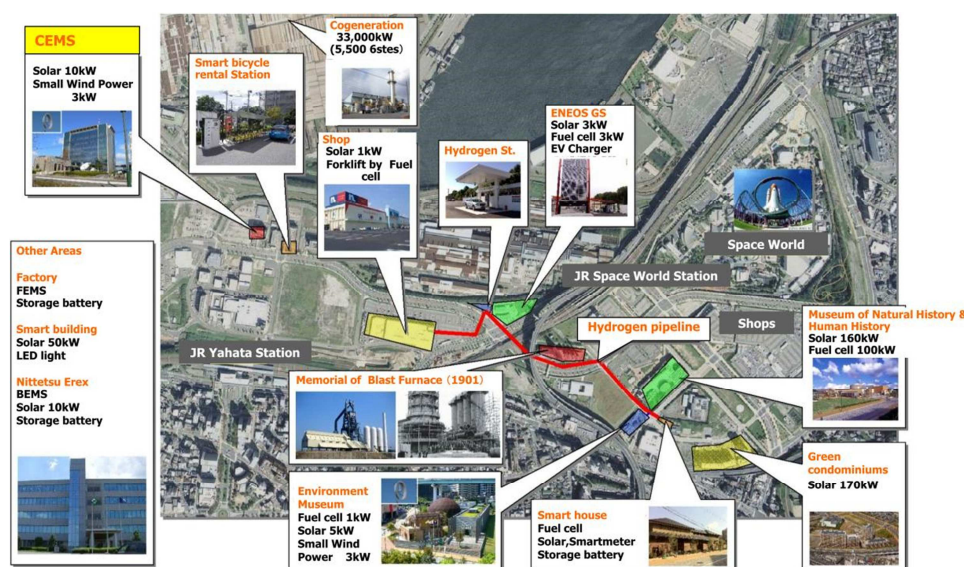 CEMS
Solar 10kW
Small Wind Power
3kW
Smart bicycle
rental Station
Cogeneration
33,000kW
(5,500 6stes)
Shop
Solar 1kW
Forklift by Fuel
cell
Hydrogen St.
ENEOS GS
Solar 3kW
Fuel cell 3kW
EV Charger
Space World
JR Space World Station
Shops
Hydrogen pipeline
JR Yahata Station
Other Areas
Factory
FEMS
Storage battery
Smart building
Solar 50kW
LED light
Nittetsu Erex
BEMS
Solar 10kW
Storage battery
Memorial of Blast Furnace (1901)
Museum of Natural History &
Human History
Solar 160kW
Fuel cell 100kW
Environment
Museum
Fuel cell 1kW
Solar 5kW
Small Wind
Power 3kW
Smart house
Fuel cell
Solar,Smartmeter
Storage battery
Green
condominiums
Solar 170kW